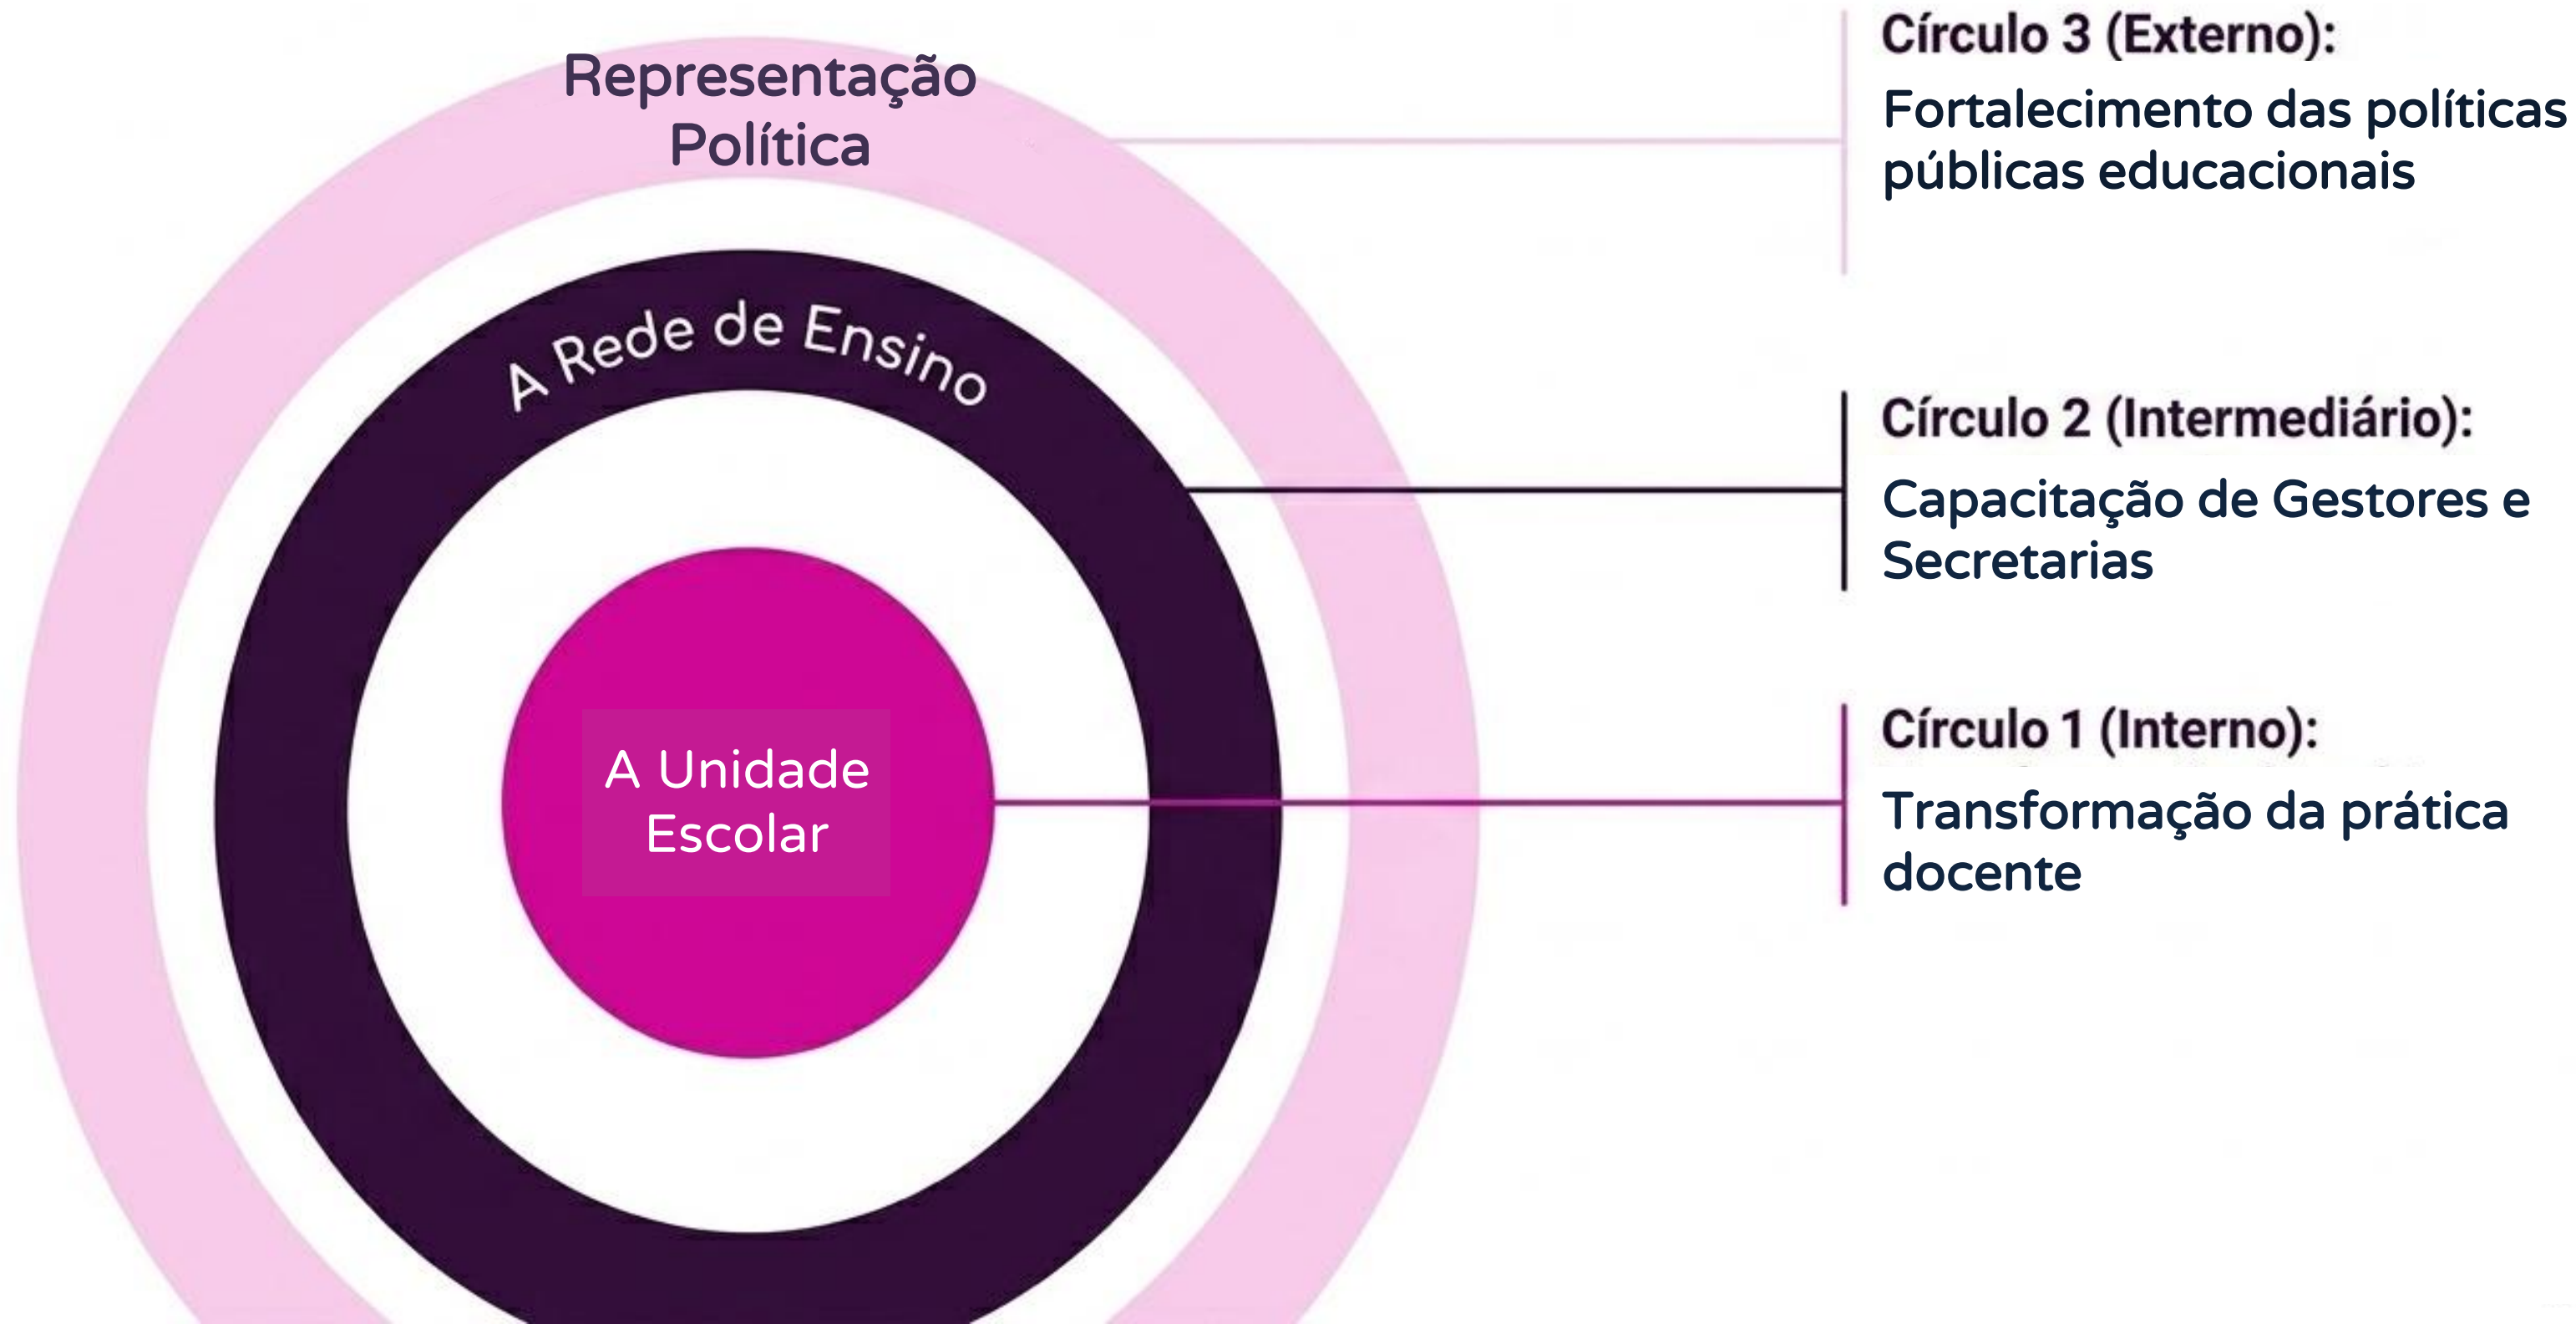 Representação
Política
A Rede de Ensino
A Unidade
Escolar
Círculo 3 (Externo):
Fortalecimento das políticas
públicas educacionais
Círculo 2 (Intermediário):
Capacitação de Gestores e
Secretarias
Círculo 1 (Interno):
Transformação da prática
docente